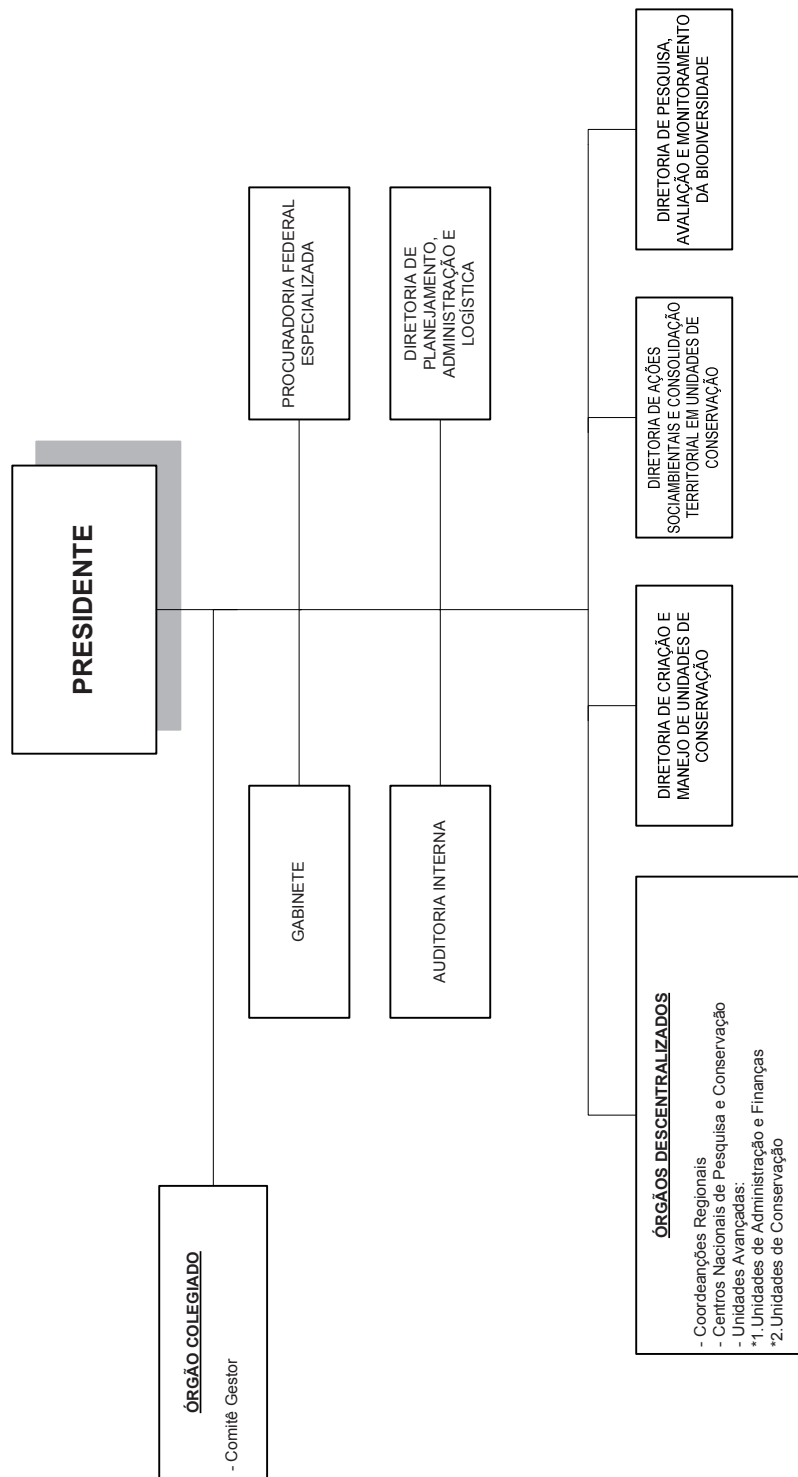 PRESIDENTE
ÓRGÃO COLEGIADO
- Comitê Gestor
GABINETE
PROCURADORIA FEDERAL
ESPECIALIZADA
AUDITORIA INTERNA
DIRETORIA DE
PLANEJAMENTO,
ADMINISTRAÇÃO E
LOGÍSTICA
ÓRGÃOS DESCENTRALIZADOS
- Coordeanções Regionais
- Centros Nacionais de Pesquisa e Conservação
- Unidades Avançadas:
*1.Unidades de Administração e Finanças
*2.Unidades de Conservação
DIRETORIA DE CRIAÇÃO E
MANEJO DE UNIDADES DE
CONSERVAÇÃO
DIRETORIA DE AÇÕES
SOCIAMBIENTAIS E CONSOLIDAÇÃO
TERRITORIAL EM UNIDADES DE
CONSERVAÇÃO
DIRETORIA DE PESQUISA,
AVALIAÇÃO E MONITORAMENTO
DA BIODIVERSIDADE